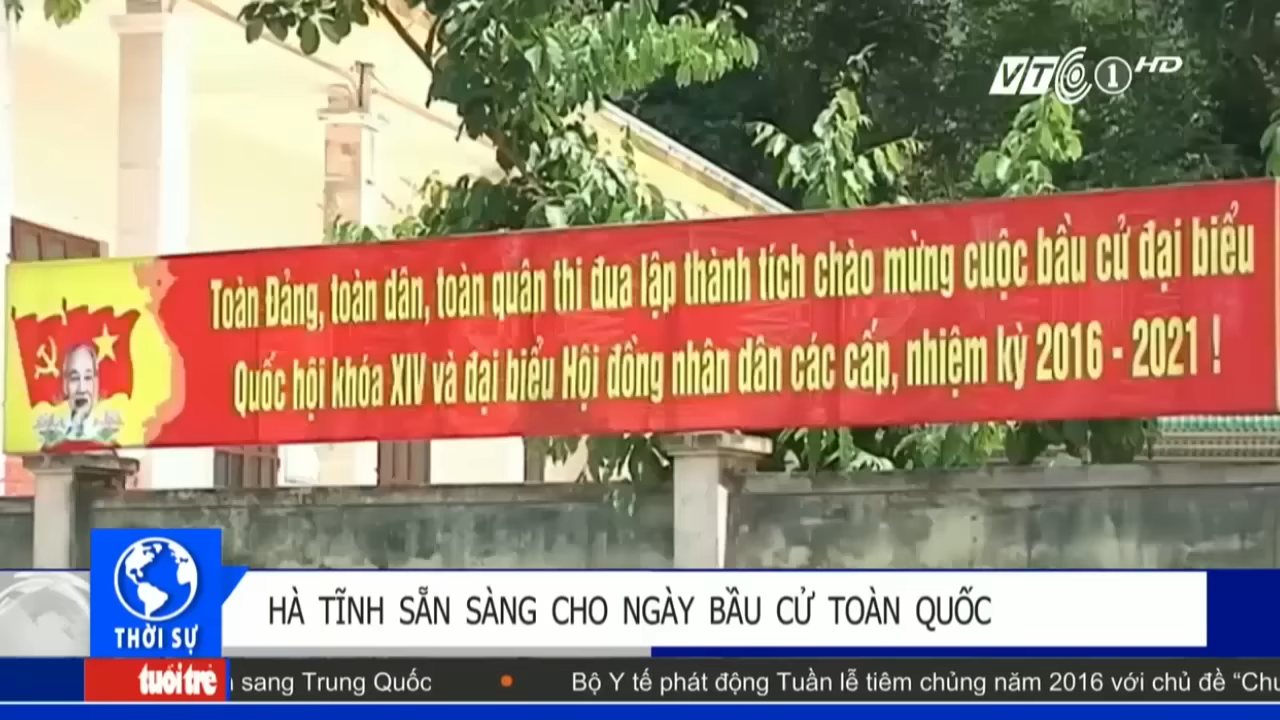 VTC 1 HD
Toàn Đảng, toàn dân, toàn quân thi đua lập thành tích chào mừng cuộc bầu cử đại biểu
Quốc hội khóa XIV và đại biểu Hội đồng nhân dân các cấp, nhiệm kỳ 2016 - 2021 !
HÀ TĨNH SẴN SÀNG CHO NGÀY BẦU CỬ TOÀN QUỐC
THỜI SỰ
tuổi trẻ sang Trung Quốc • Bộ Y tế phát động Tuần lễ tiêm chủng năm 2016 với chủ đề “